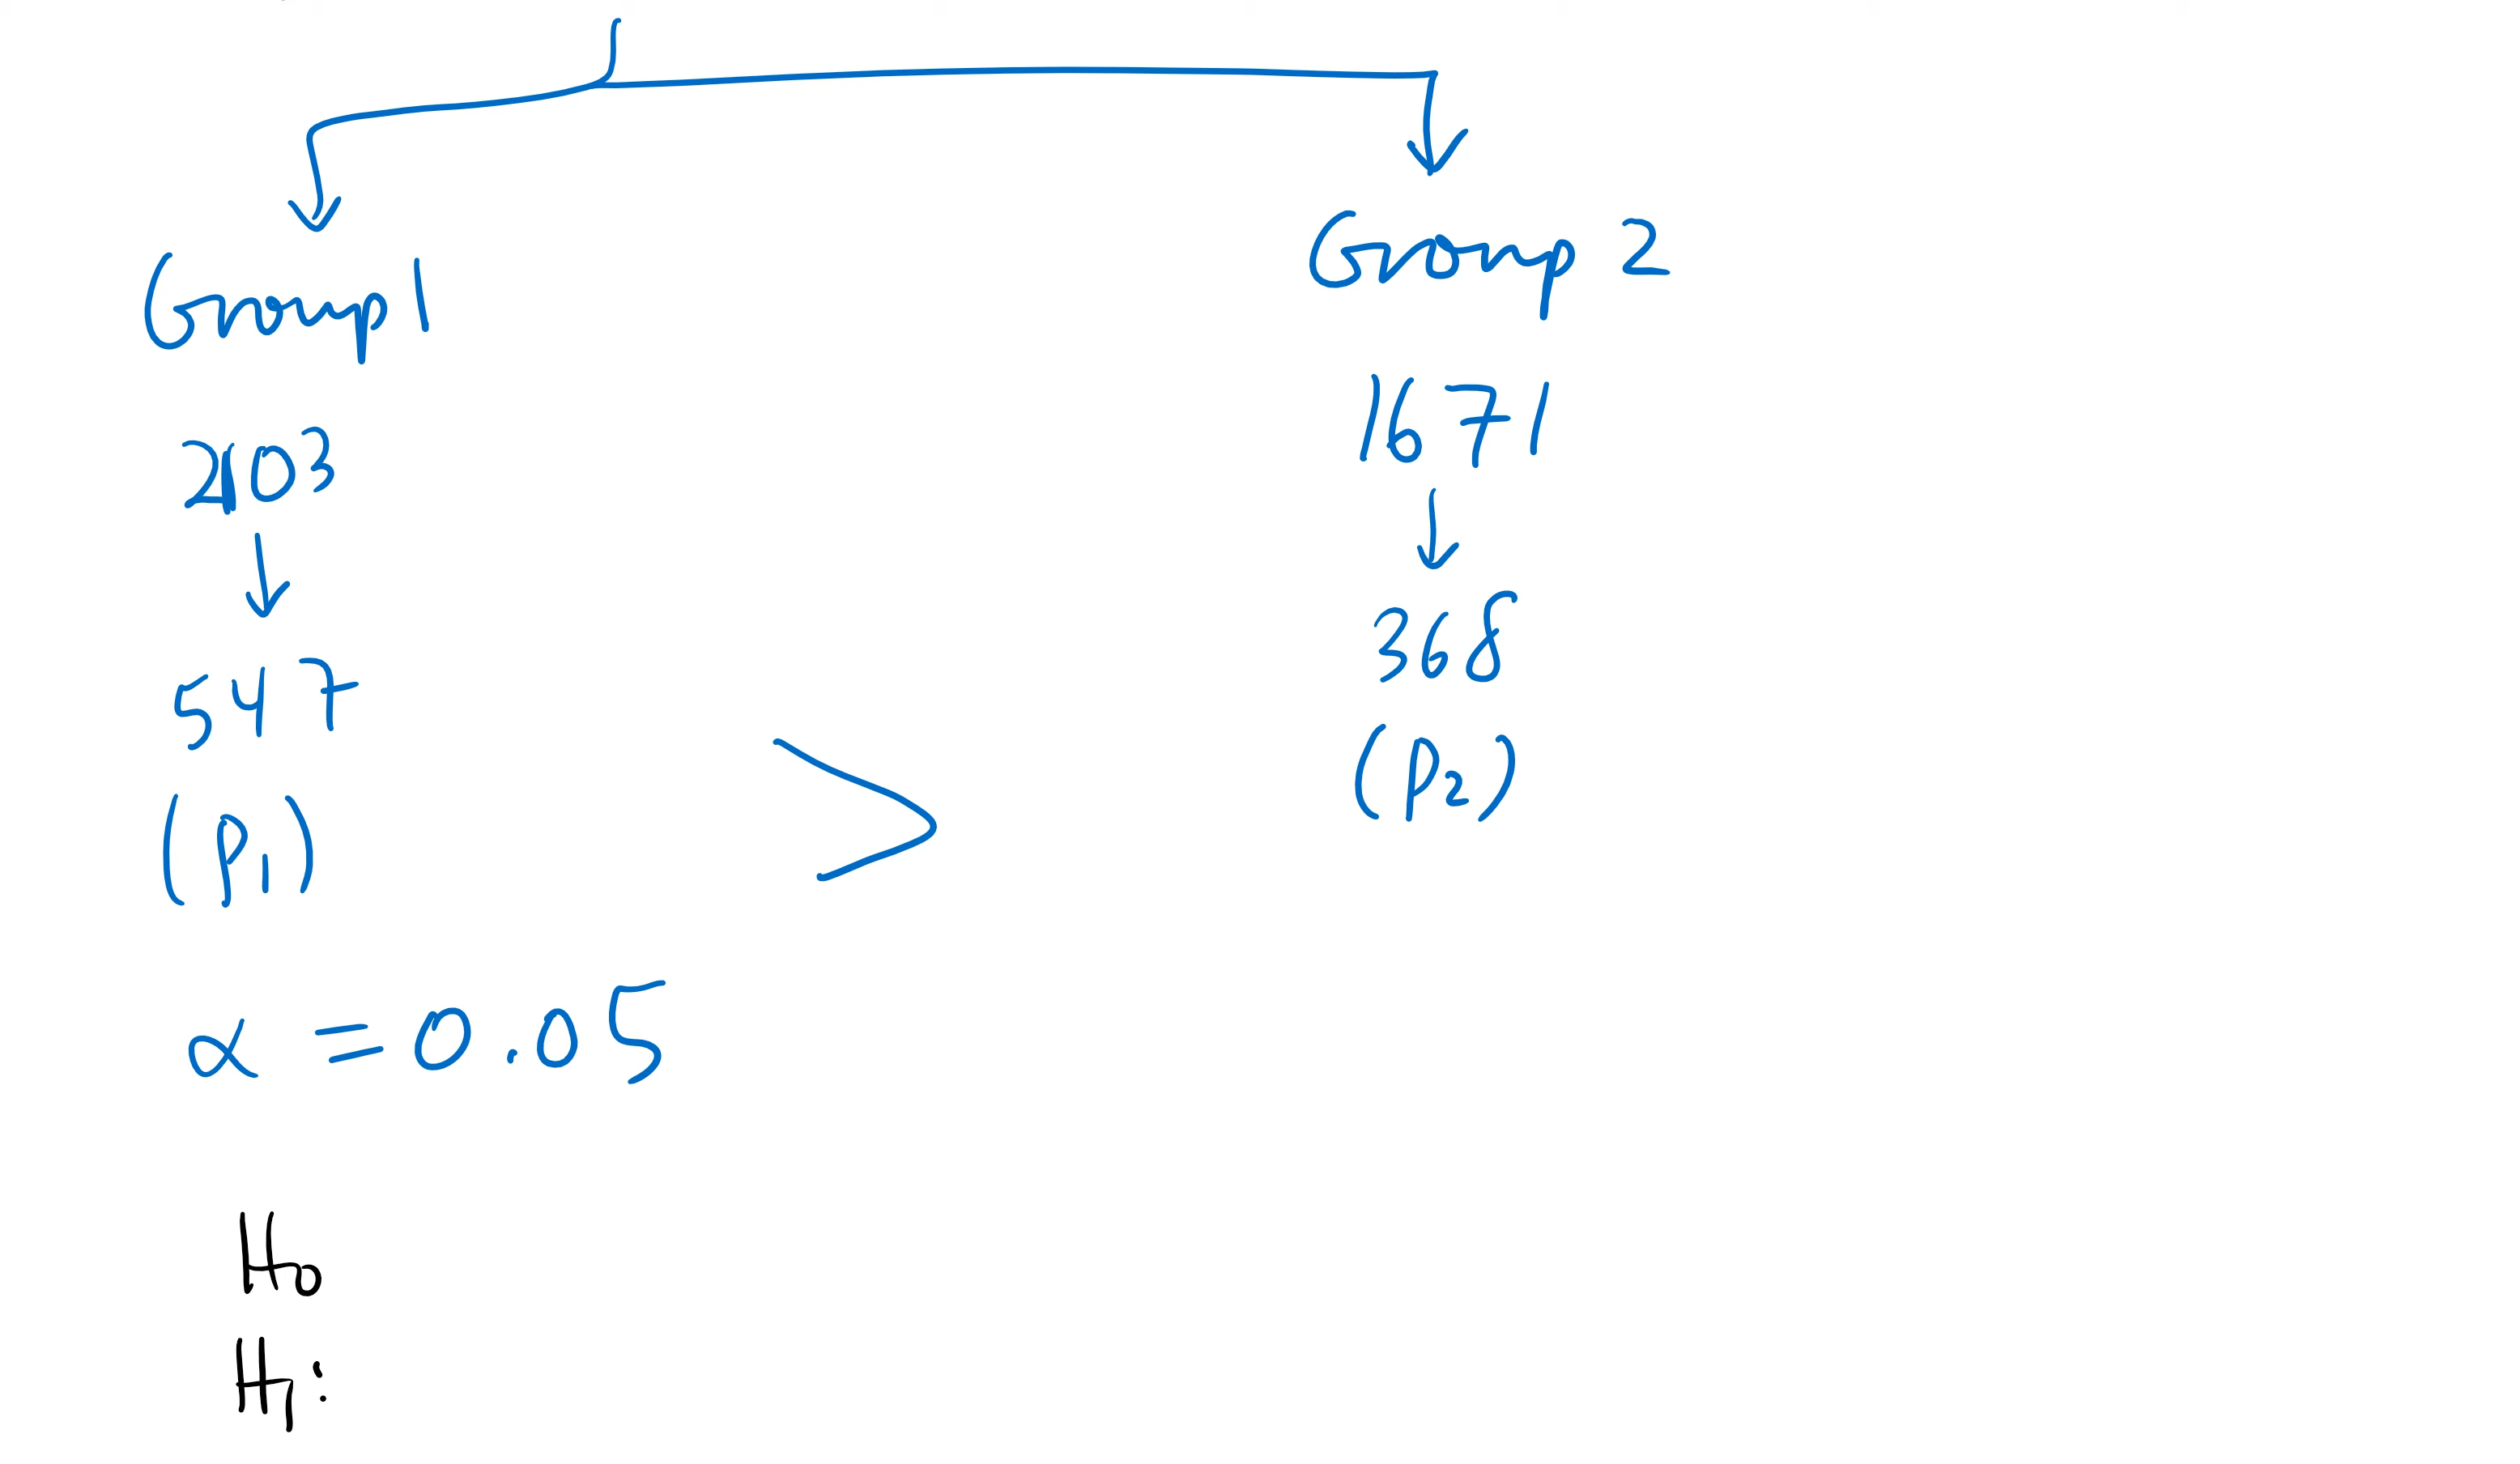 Group 1
Group 2
2103
1671
547
368
(P1)
>
(P2)
α = 0.05
H0
H1: